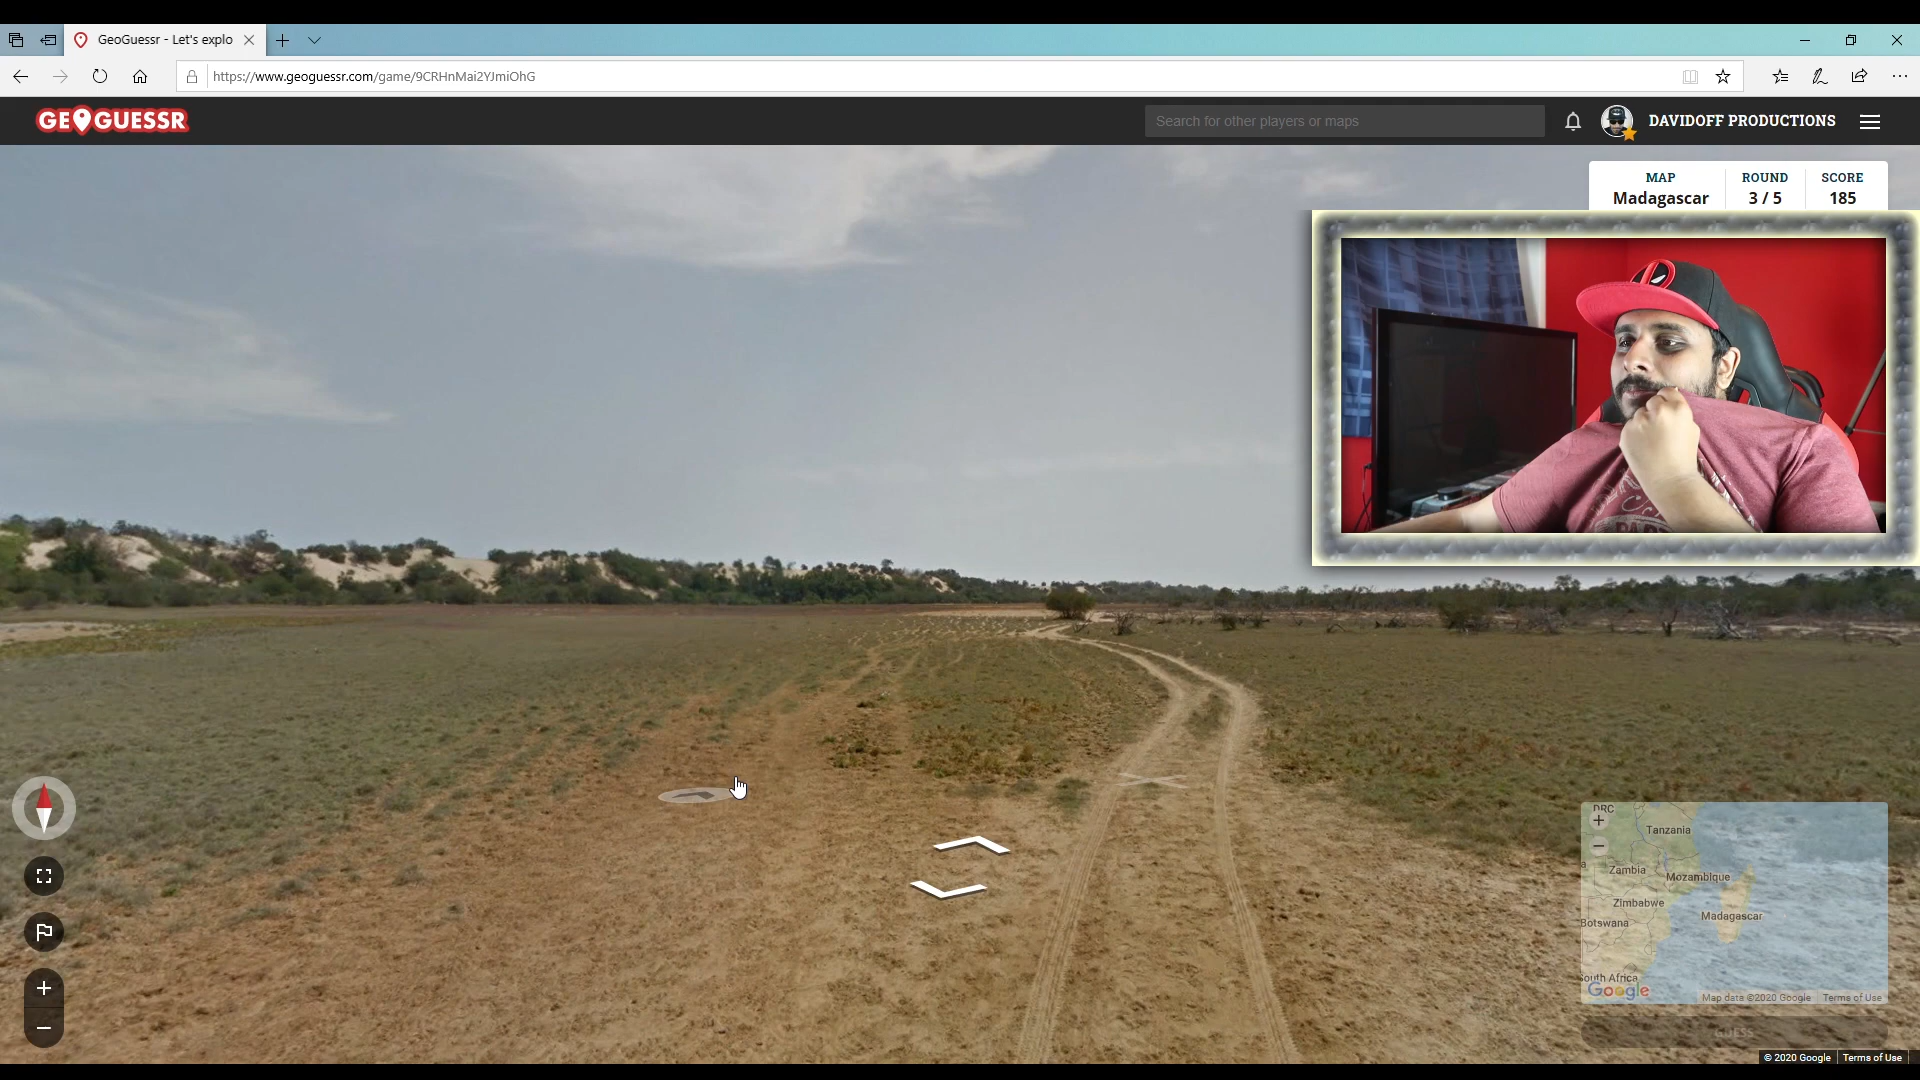 GeoGuessr - Let's explo
https://www.geoguessr.com/game/9CRHnMai2YJmiOhG
GEOGUESSR
Search for other players or maps
DAVIDOFF PRODUCTIONS
MAP
Madagascar
ROUND
3 / 5
SCORE
185
DRC
Tanzania
Zambia
Mozambique
Zimbabwe
Madagascar
Botswana
South Africa
Google
Map data ©2020 Google
Terms of Use
GUESS
© 2020 Google
Terms of Use